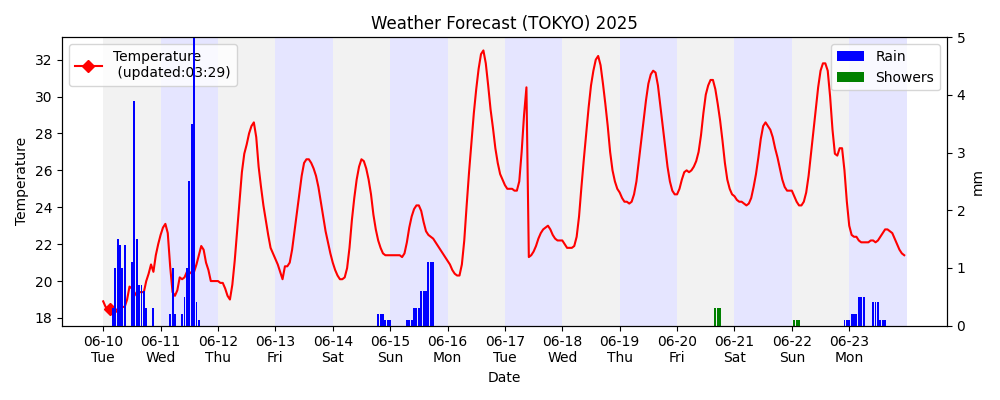 Weather Forecast (TOKYO) 2025
Temperature
(updated:03:29)
Rain
Showers
Temperature
32
30
28
26
24
22
20
18
5
4
3
2
1
0
mm
06-10 06-11 06-12 06-13 06-14 06-15 06-16 06-17 06-18 06-19 06-20 06-21 06-22 06-23
Tue Wed Thu Fri Sat Sun Mon Tue Wed Thu Fri Sat Sun Mon
Date